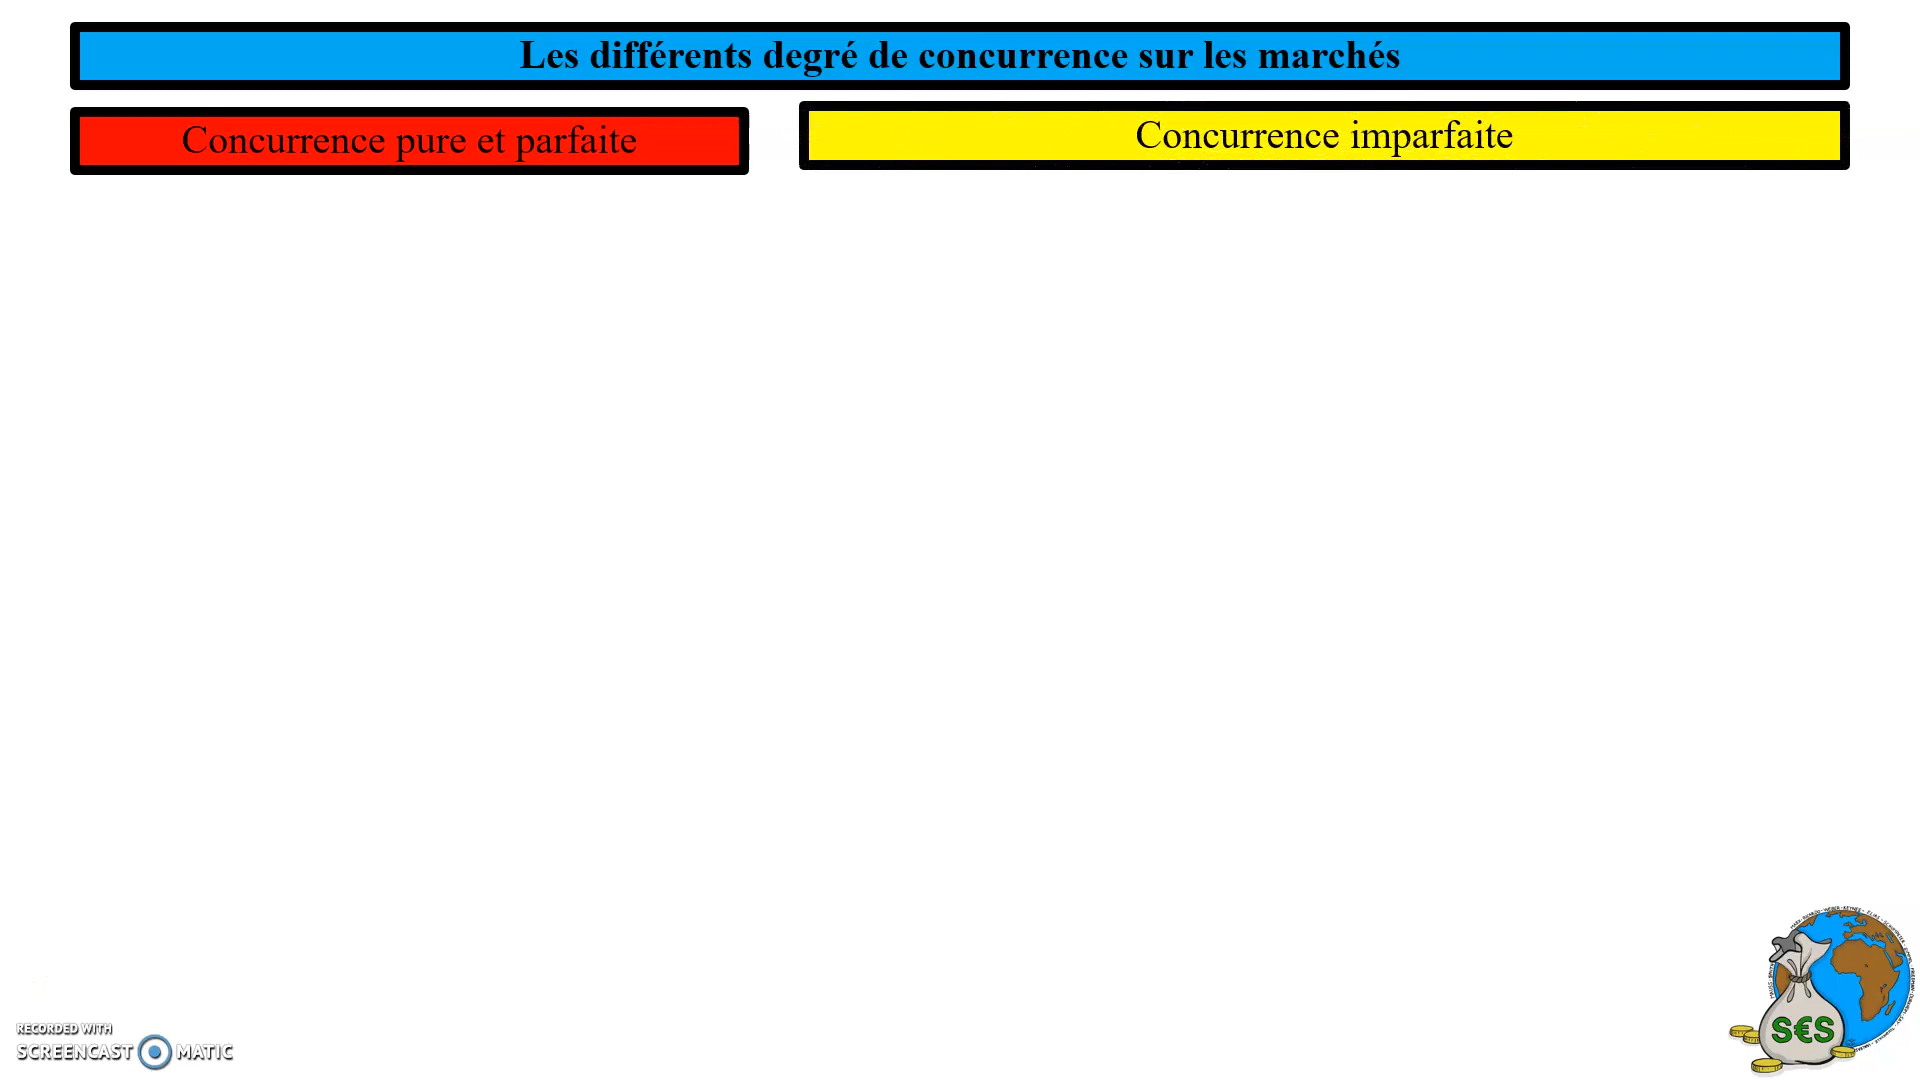 Les différents degré de concurrence sur les marchés
Concurrence pure et parfaite
Concurrence imparfaite
RECORDED WITH
SCREENCAST MATIC
S€S